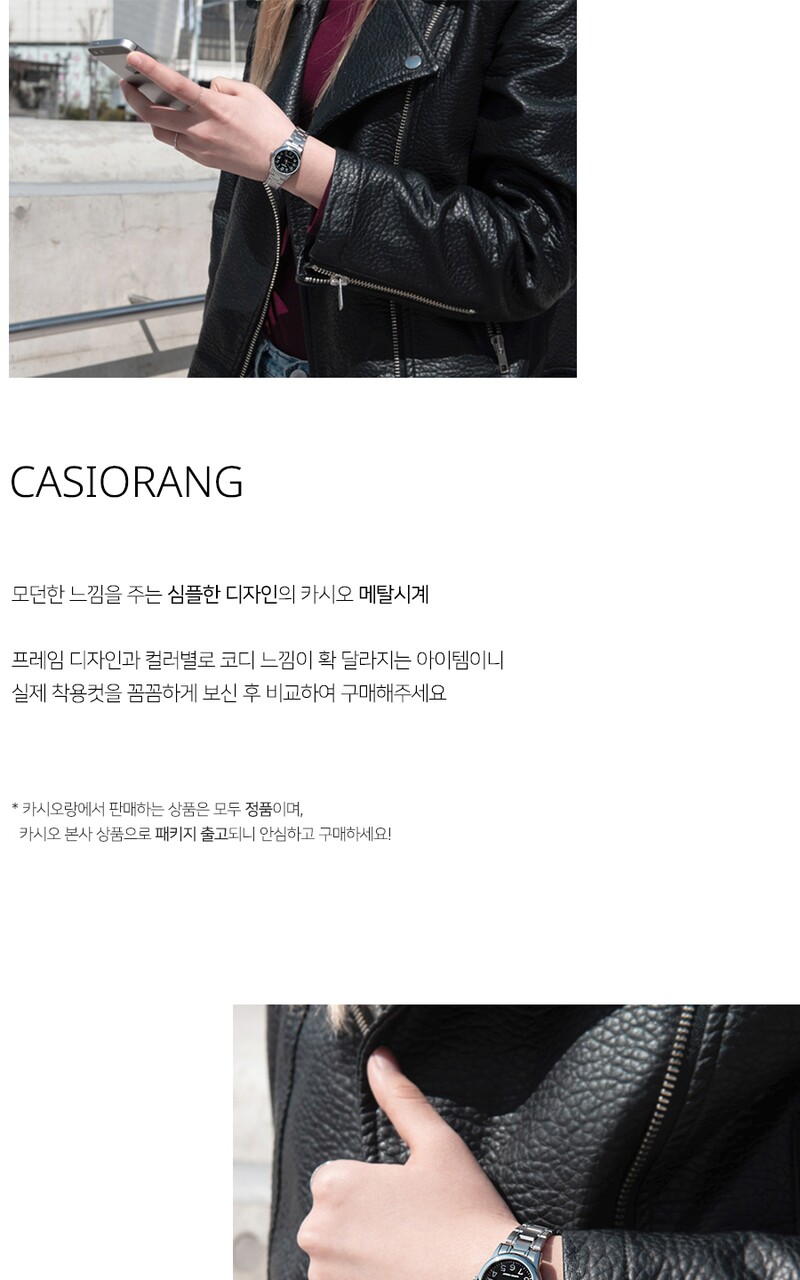 CASIORANG
모던한 느낌을 주는 심플한 디자인의 카시오 메탈시계
프레임 디자인과 컬러별로 코디 느낌이 확 달라지는 아이템이니
실제 착용컷을 꼼꼼하게 보신 후 비교하여 구매해주세요
* 카시오랑에서 판매하는 상품은 모두 정품이며,
카시오 본사 상품으로 패키지 출고되니 안심하고 구매하세요!